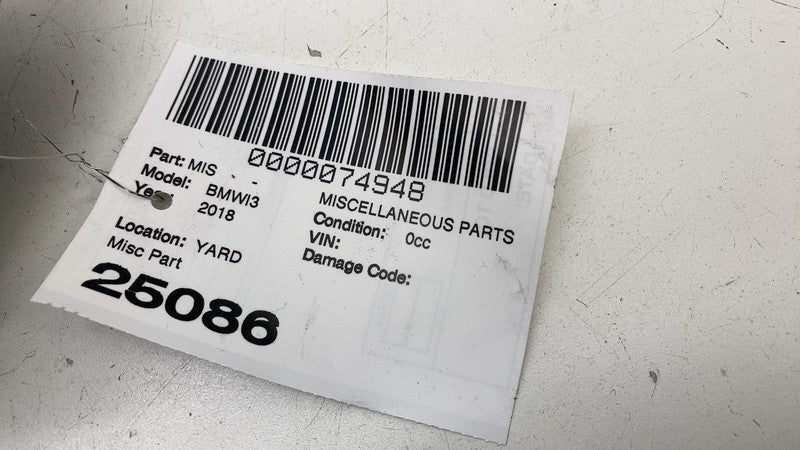 0000074948
Part: MIS - MISCELLANEOUS PARTS
Model: BMWI3 Condition: 0cc
Year: 2018 VIN:
Damage Code:
Location: YARD
Misc Part
25086